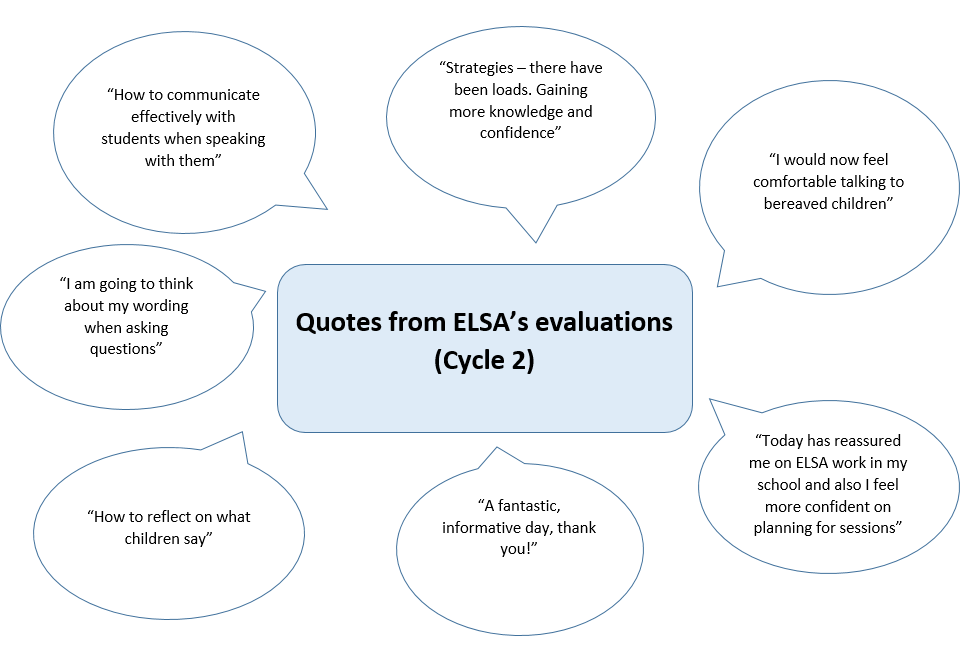 “How to communicate
effectively with
students when speaking
with them”
“Strategies – there have
been loads. Gaining
more knowledge and
confidence”
“I would now feel
comfortable talking to
bereaved children”
“I am going to think
about my wording
when asking
questions”
Quotes from ELSA’s evaluations
(Cycle 2)
“Today has reassured
me on ELSA work in my
school and also I feel
more confident on
planning for sessions”
“How to reflect on what
children say”
“A fantastic,
informative day, thank
you!”